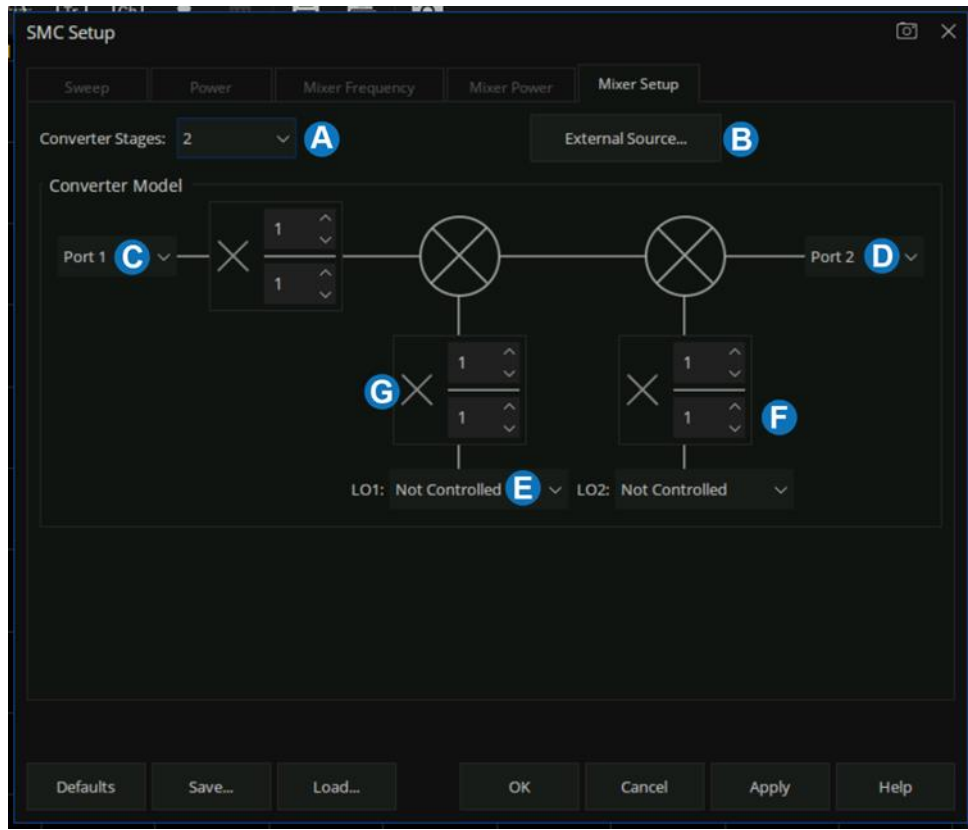 SMC Setup
Sweep Power Mixer Frequency Mixer Power Mixer Setup
Converter Stages: 2 A External Source... B
Converter Model
Port 1 C 1 1 Port 2 D
G 1 1 1 1 F
LO1: Not Controlled E LO2: Not Controlled
Defaults Save... Load... OK Cancel Apply Help